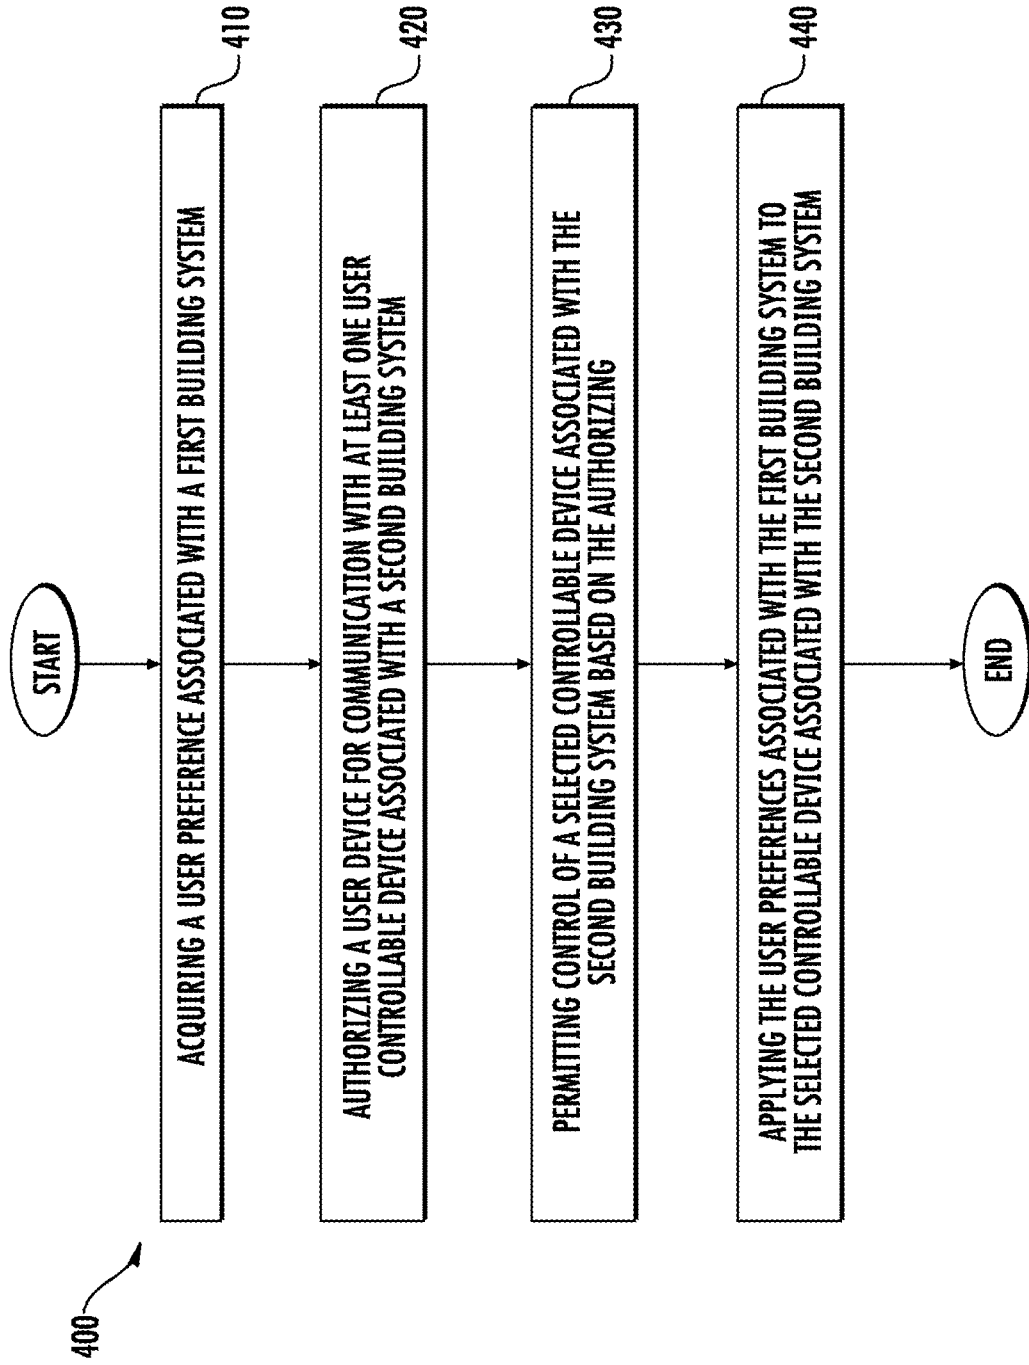 400
START
ACQUIRING A USER PREFERENCE ASSOCIATED WITH A FIRST BUILDING SYSTEM
410
AUTHORIZING A USER DEVICE FOR COMMUNICATION WITH AT LEAST ONE USER
CONTROLLABLE DEVICE ASSOCIATED WITH A SECOND BUILDING SYSTEM
420
PERMITTING CONTROL OF A SELECTED CONTROLLABLE DEVICE ASSOCIATED WITH THE
SECOND BUILDING SYSTEM BASED ON THE AUTHORIZING
430
APPLYING THE USER PREFERENCES ASSOCIATED WITH THE FIRST BUILDING SYSTEM TO
THE SELECTED CONTROLLABLE DEVICE ASSOCIATED WITH THE SECOND BUILDING SYSTEM
440
END